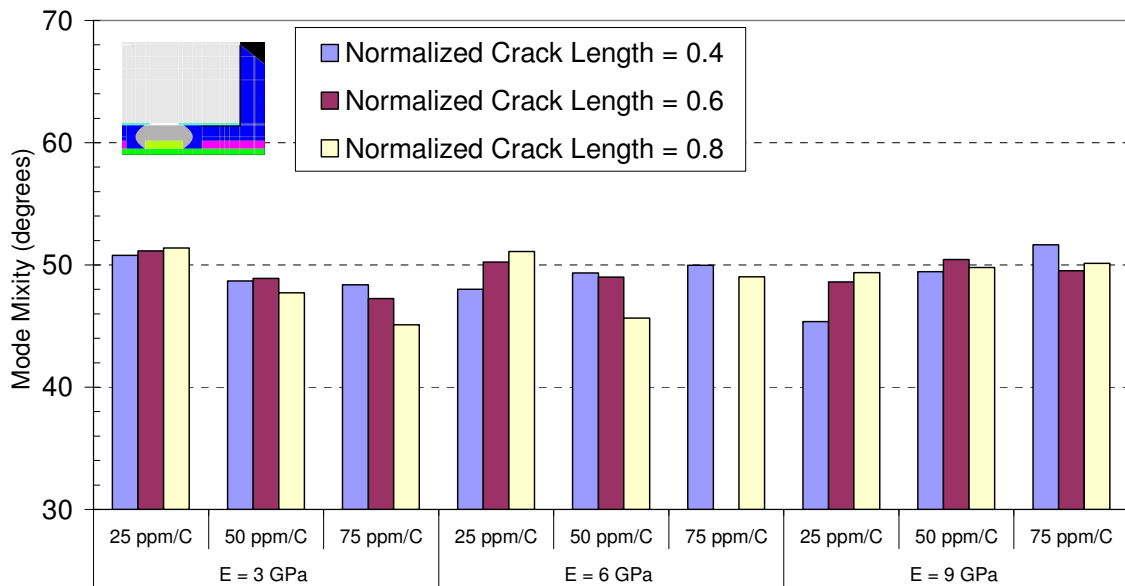 70
60
50
40
30
Mode Mixity (degrees)
Normalized Crack Length = 0.4
Normalized Crack Length = 0.6
Normalized Crack Length = 0.8
25 ppm/C 50 ppm/C 75 ppm/C 25 ppm/C 50 ppm/C 75 ppm/C 25 ppm/C 50 ppm/C 75 ppm/C
E = 3 GPa E = 6 GPa E = 9 GPa